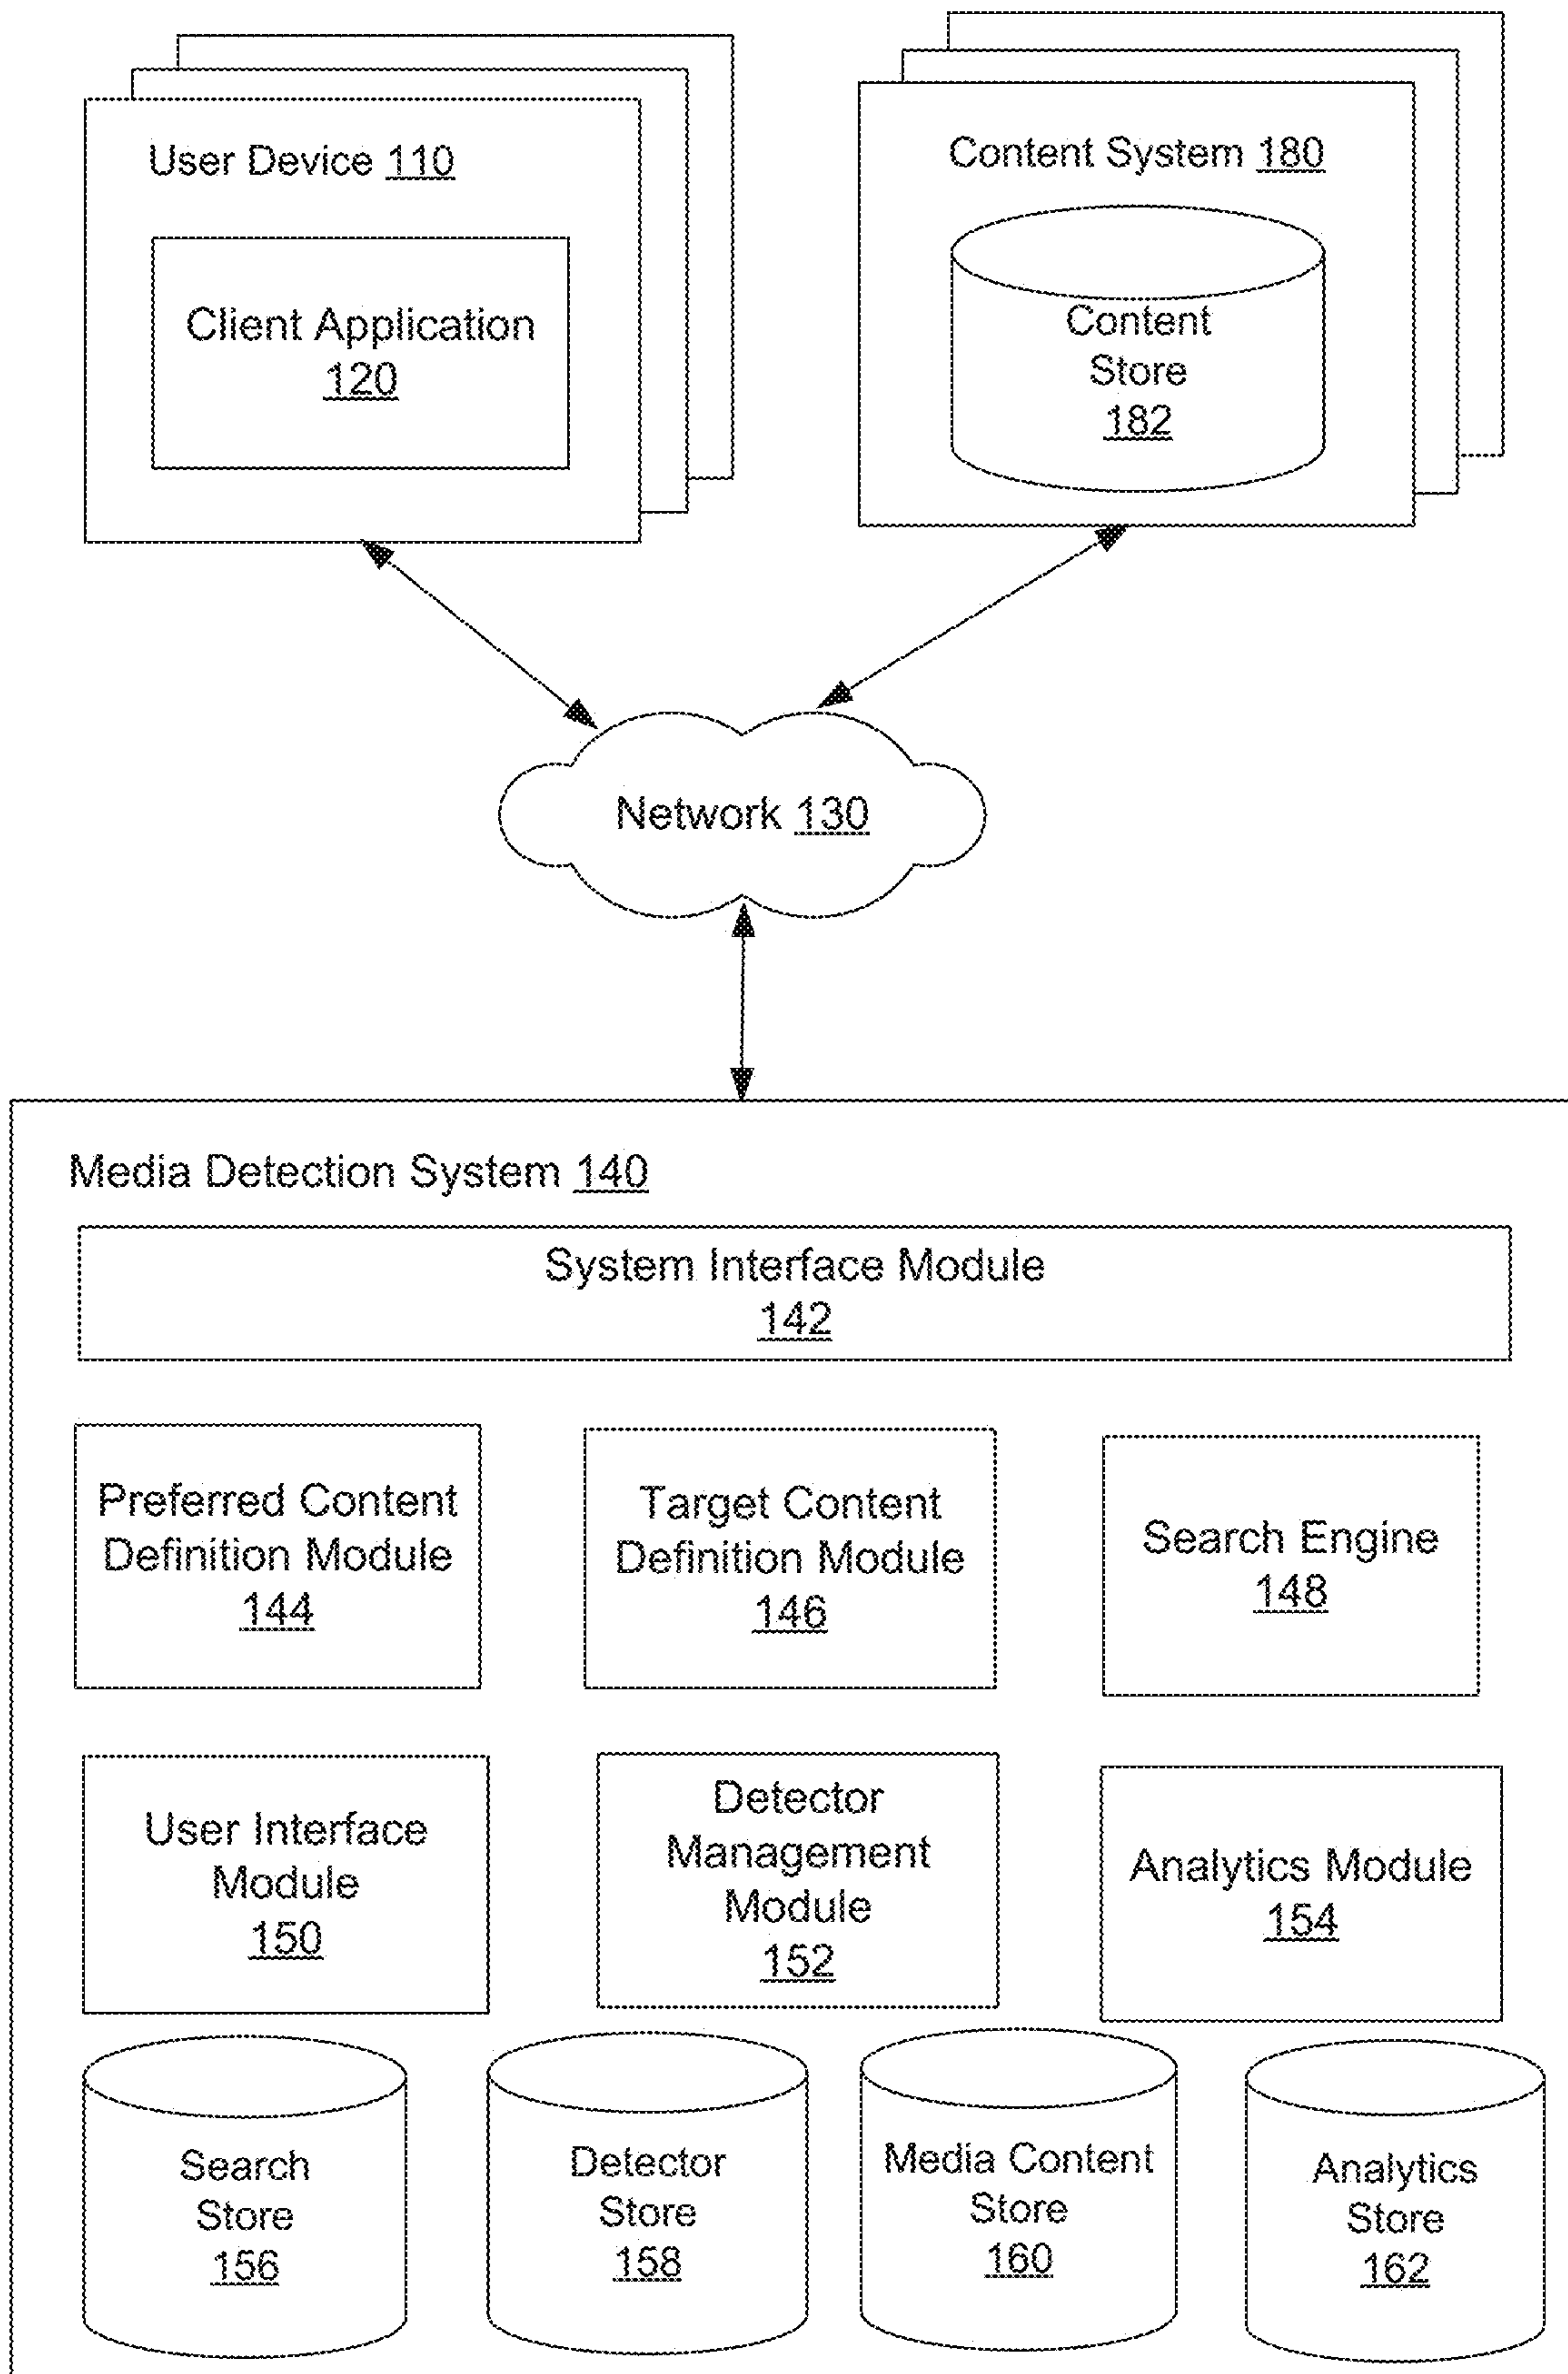 User Device 110
Client Application
120
Content System 180
Content
Store
182
Network 130
Media Detection System 140
System Interface Module
142
Preferred Content
Definition Module
144
Target Content
Definition Module
146
Search Engine
148
User Interface
Module
150
Detector
Management
Module
152
Analytics Module
154
Search
Store
156
Detector
Store
158
Media Content
Store
160
Analytics
Store
162